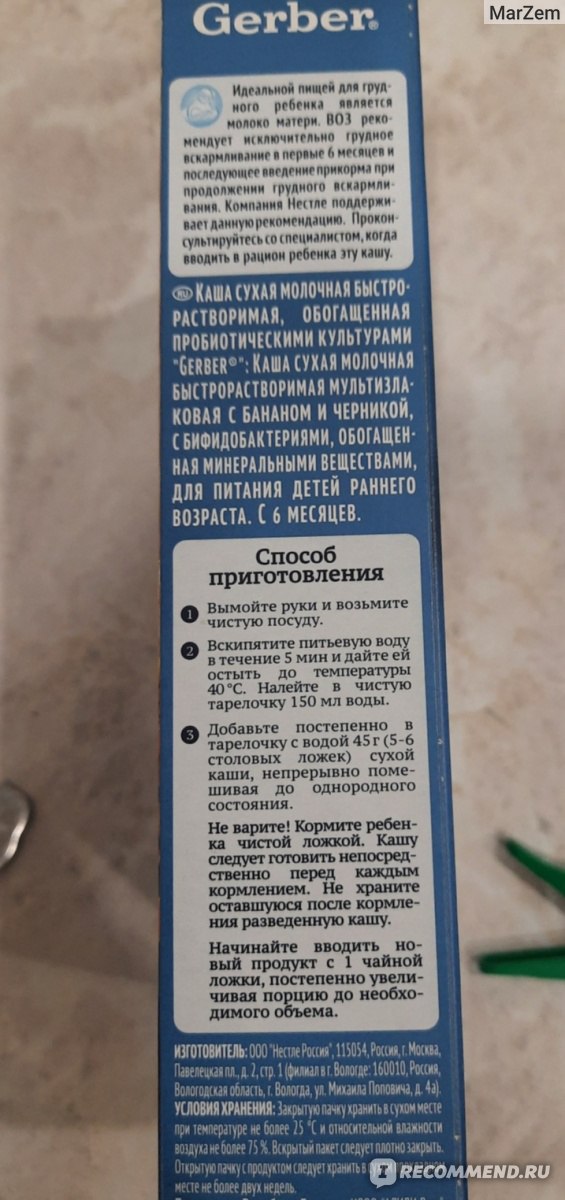 MarZem
Gerber®
Идеальной пищей для груд-
ного ребенка является
молоко матери. ВОЗ реко-
мендует исключительно грудное
вскармливание в первые 6 месяцев и
последующее введение прикорма при
продолжении грудного вскармли-
вания. Компания Нестле поддержи-
вает данную рекомендацию. Прокон-
сультируйтесь со специалистом, когда
вводить в рацион ребенка эту кашу.
RU КАША СУХАЯ МОЛОЧНАЯ БЫСТРО-
РАСТВОРИМАЯ, ОБОГАЩЕННАЯ
ПРОБИОТИЧЕСКИМИ КУЛЬТУРАМИ
"GERBER®": КАША СУХАЯ МОЛОЧНАЯ
БЫСТРОРАСТВОРИМАЯ МУЛЬТИЗЛА-
КОВАЯ С БАНАНОМ И ЧЕРНИКОЙ,
С БИФИДОБАКТЕРИЯМИ, ОБОГАЩЕН-
НАЯ МИНЕРАЛЬНЫМИ ВЕЩЕСТВАМИ,
ДЛЯ ПИТАНИЯ ДЕТЕЙ РАННЕГО
ВОЗРАСТА. С 6 МЕСЯЦЕВ.
Способ
приготовления
1 Вымойте руки и возьмите
чистую посуду.
2 Вскипятите питьевую воду
в течение 5 мин и дайте ей
остыть до температуры
40 °C. Налейте в чистую
тарелочку 150 мл воды.
3 Добавьте постепенно в
тарелочку с водой 45 г (5-6
столовых ложек) сухой
каши, непрерывно поме-
шивая до однородного
состояния.
Не варите! Кормите ребен-
ка чистой ложкой. Кашу
следует готовить непосред-
ственно перед каждым
кормлением. Не храните
оставшуюся после кормле-
ния разведенную кашу.
Начинайте вводить но-
вый продукт с 1 чайной
ложки, постепенно увели-
чивая порцию до необхо-
димого объема.
ИЗГОТОВИТЕЛЬ: ООО "Нестле Россия", 115054, Россия, г. Москва,
Павелецкая пл., д. 2, стр. 1 (филиал в г. Вологде: 160010, Россия,
Вологодская область, г. Вологда, ул. Михаила Поповича, д. 4а).
УСЛОВИЯ ХРАНЕНИЯ: Закрытую пачку хранить в сухом месте
при температуре не более 25 °C и относительной влажности
воздуха не более 75 %. Вскрытый пакет следует плотно закрыть.
Открытую пачку с продуктом следует хранить в
месте не более двух недель.
RECOMMEND.RU